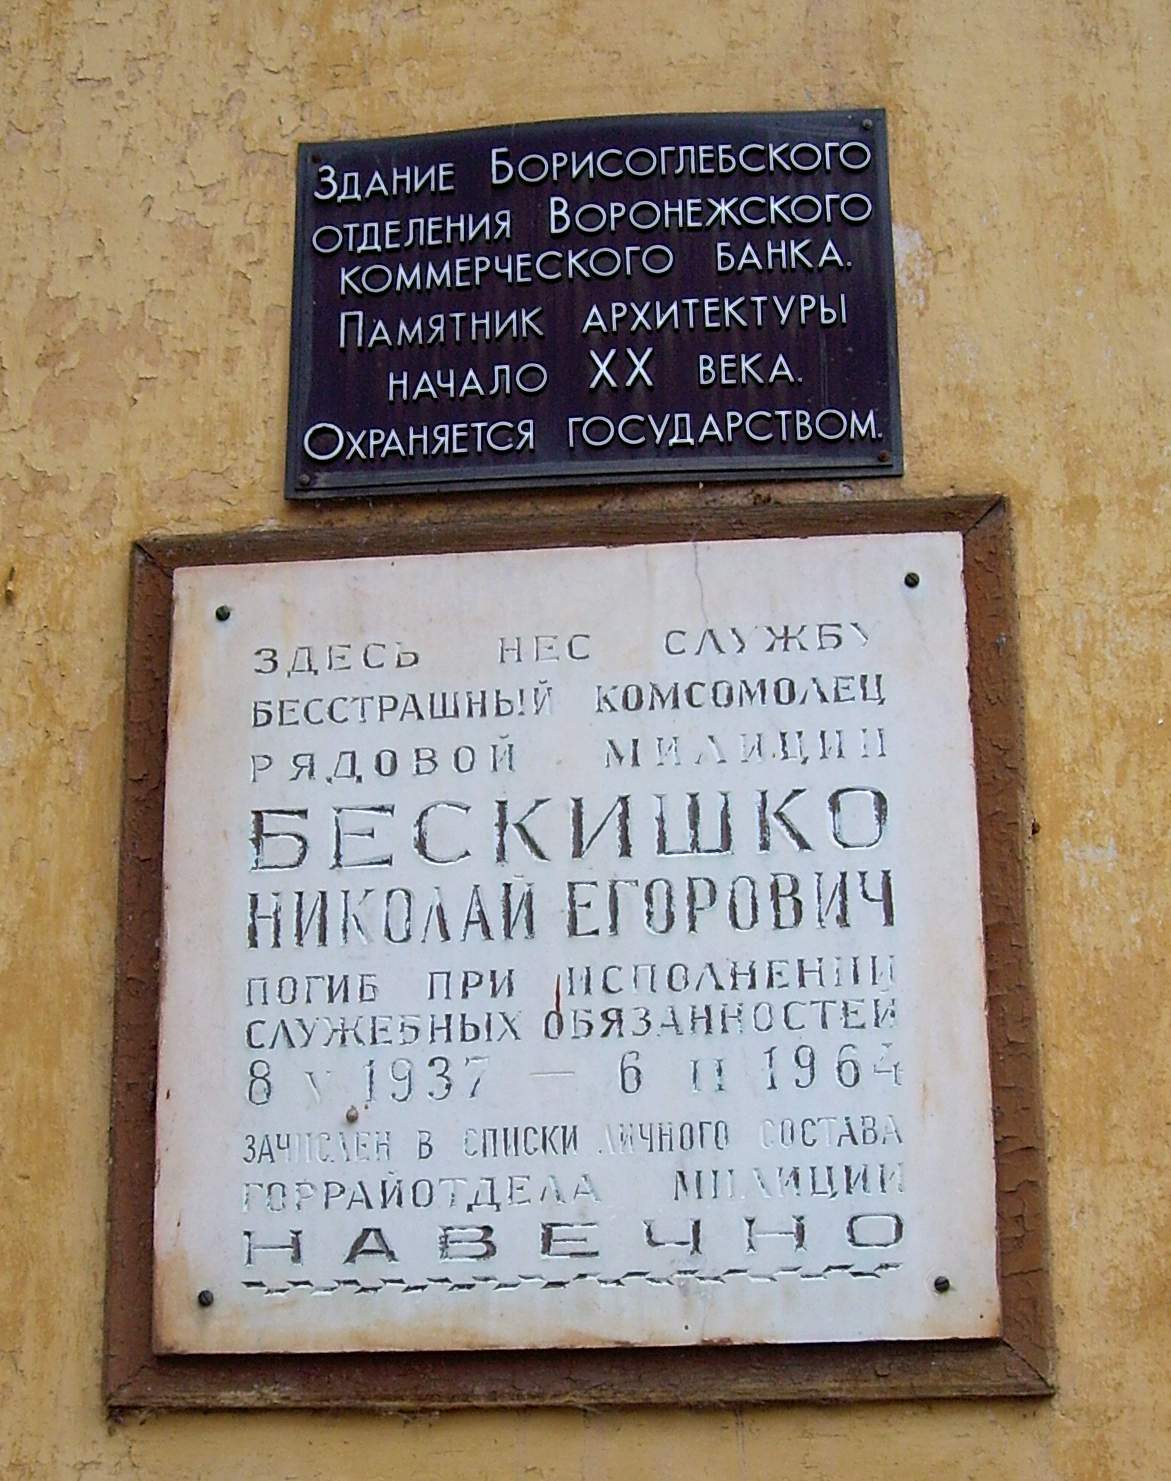 Здание Борисоглебского
отделения Воронежского
коммерческого банка.
Памятник архитектуры
начало XX века.
Охраняется государством.
ЗДЕСЬ НЕС СЛУЖБУ
БЕССТРАШНЫЙ КОМСОМОЛЕЦ
РЯДОВОЙ МИЛИЦИИ
БЕСКИШКО
НИКОЛАЙ ЕГОРОВИЧ
ПОГИБ ПРИ ИСПОЛНЕНИИ
СЛУЖЕБНЫХ ОБЯЗАННОСТЕЙ
8 V 1937 — 6 II 1964
ЗАЧИСЛЕН В СПИСКИ ЛИЧНОГО СОСТАВА
ГОРРАЙОТДЕЛА МИЛИЦИИ
НАВЕЧНО